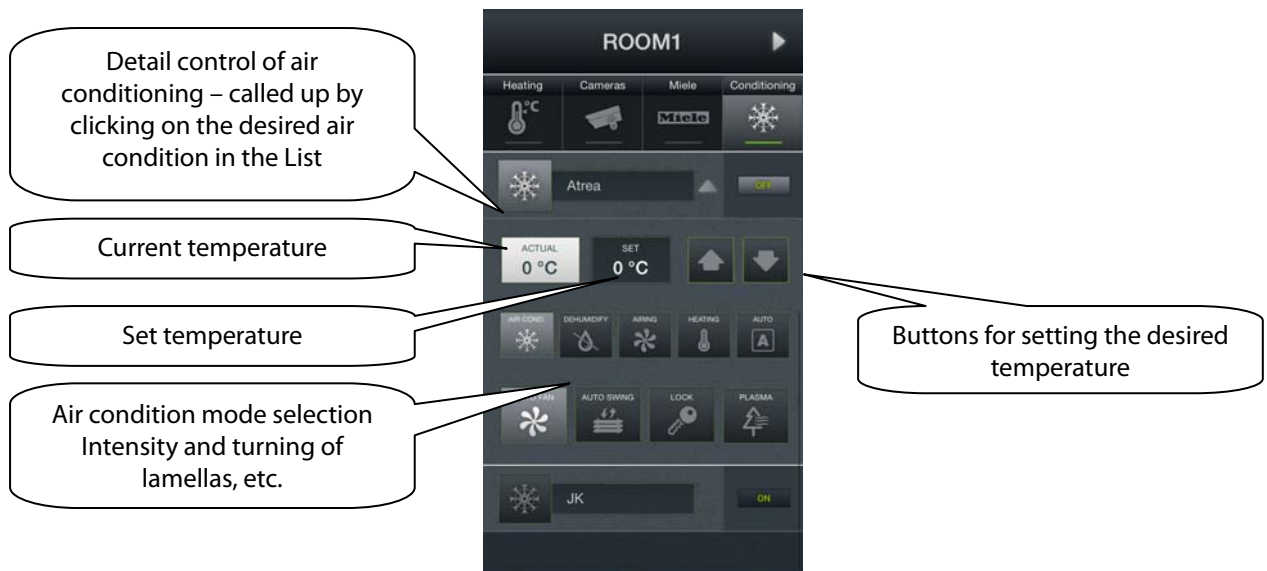 Detail control of air
conditioning – called up by
clicking on the desired air
condition in the List
Current temperature
Set temperature
Air condition mode selection
Intensity and turning of
lamellas, etc.
ROOM1
Heating Cameras Miele Conditioning
°C Miele
Atrea OFF
ACTUAL SET
0 °C 0 °C
AIR COND. DEHUMIDIFY AIRING HEATING AUTO
A
FAN AUTO SWING LOCK PLASMA
JK ON
Buttons for setting the desired
temperature